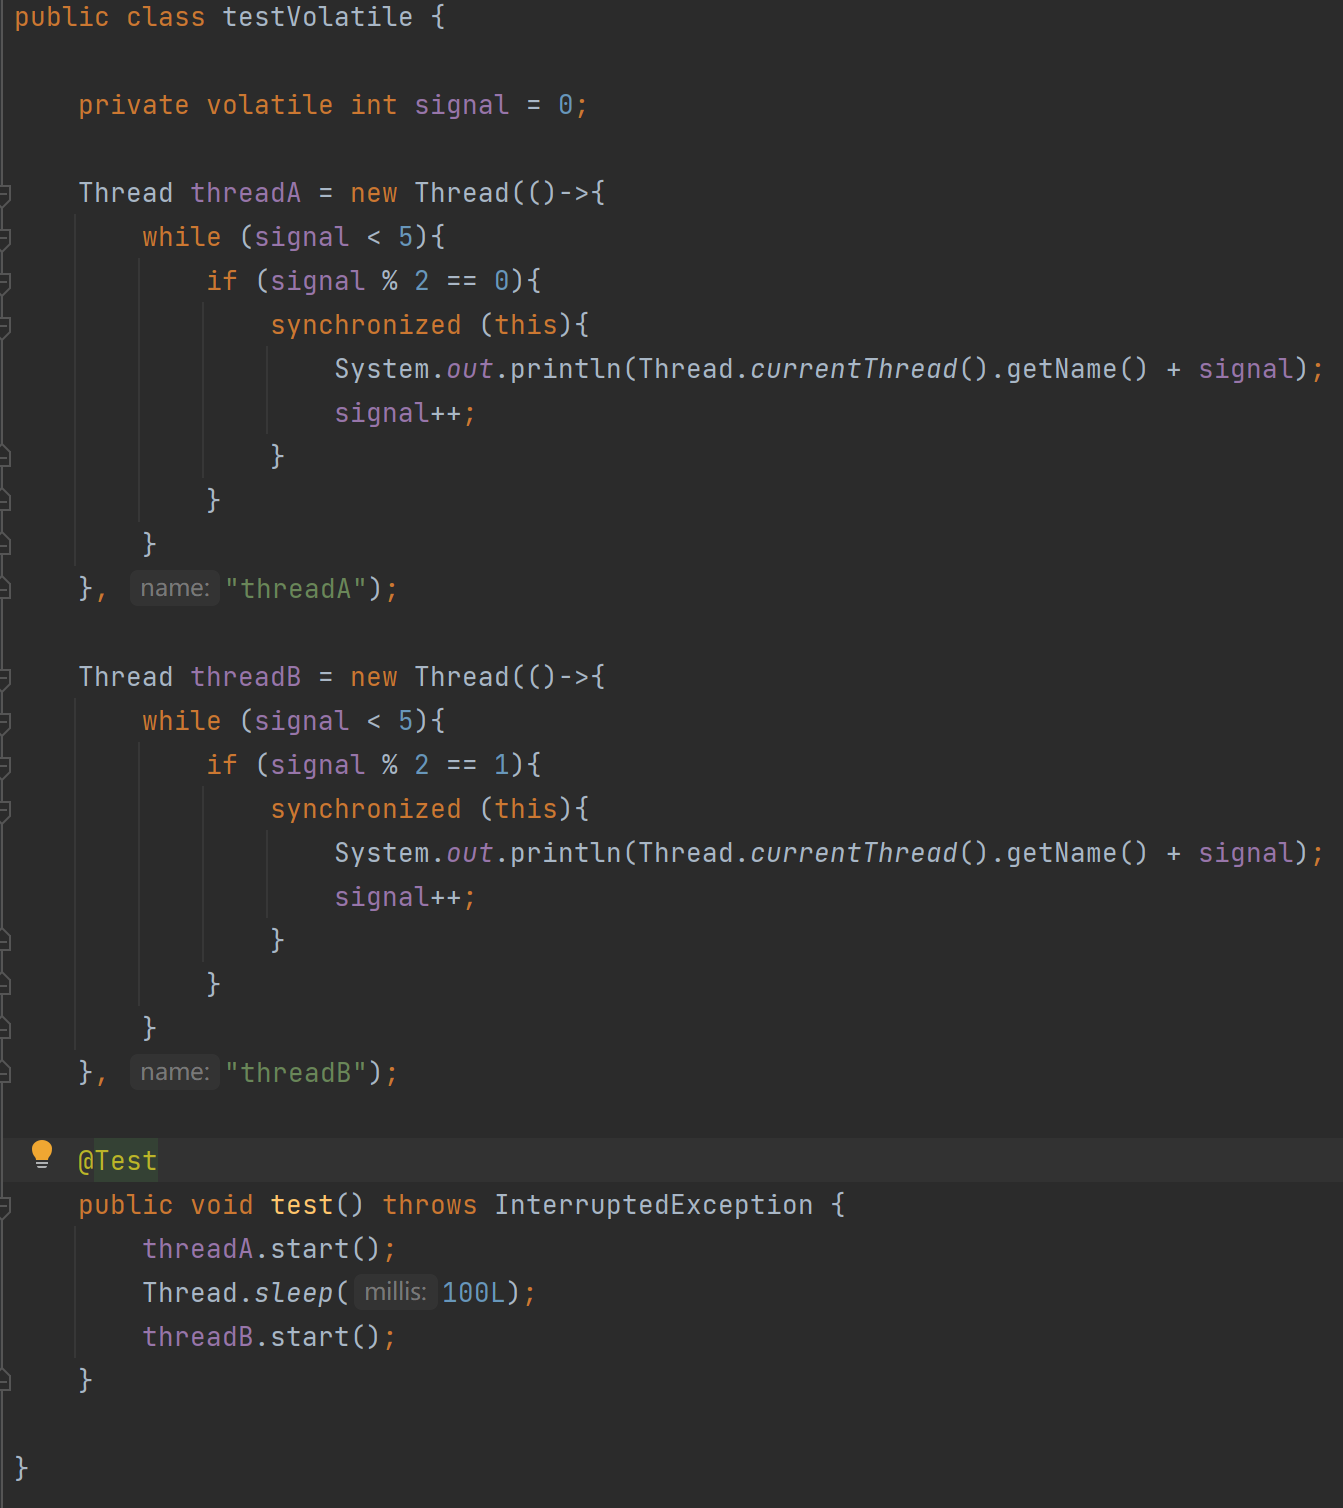 public class testVolatile {
    private volatile int signal = 0;
    Thread threadA = new Thread(()->{
        while (signal < 5){
            if (signal % 2 == 0){
                synchronized (this){
                    System.out.println(Thread.currentThread().getName() + signal);
                    signal++;
                }
            }
        }
    }, name: "threadA");
    Thread threadB = new Thread(()->{
        while (signal < 5){
            if (signal % 2 == 1){
                synchronized (this){
                    System.out.println(Thread.currentThread().getName() + signal);
                    signal++;
                }
            }
        }
    }, name: "threadB");
    @Test
    public void test() throws InterruptedException {
        threadA.start();
        Thread.sleep( millis: 100L);
        threadB.start();
    }
}